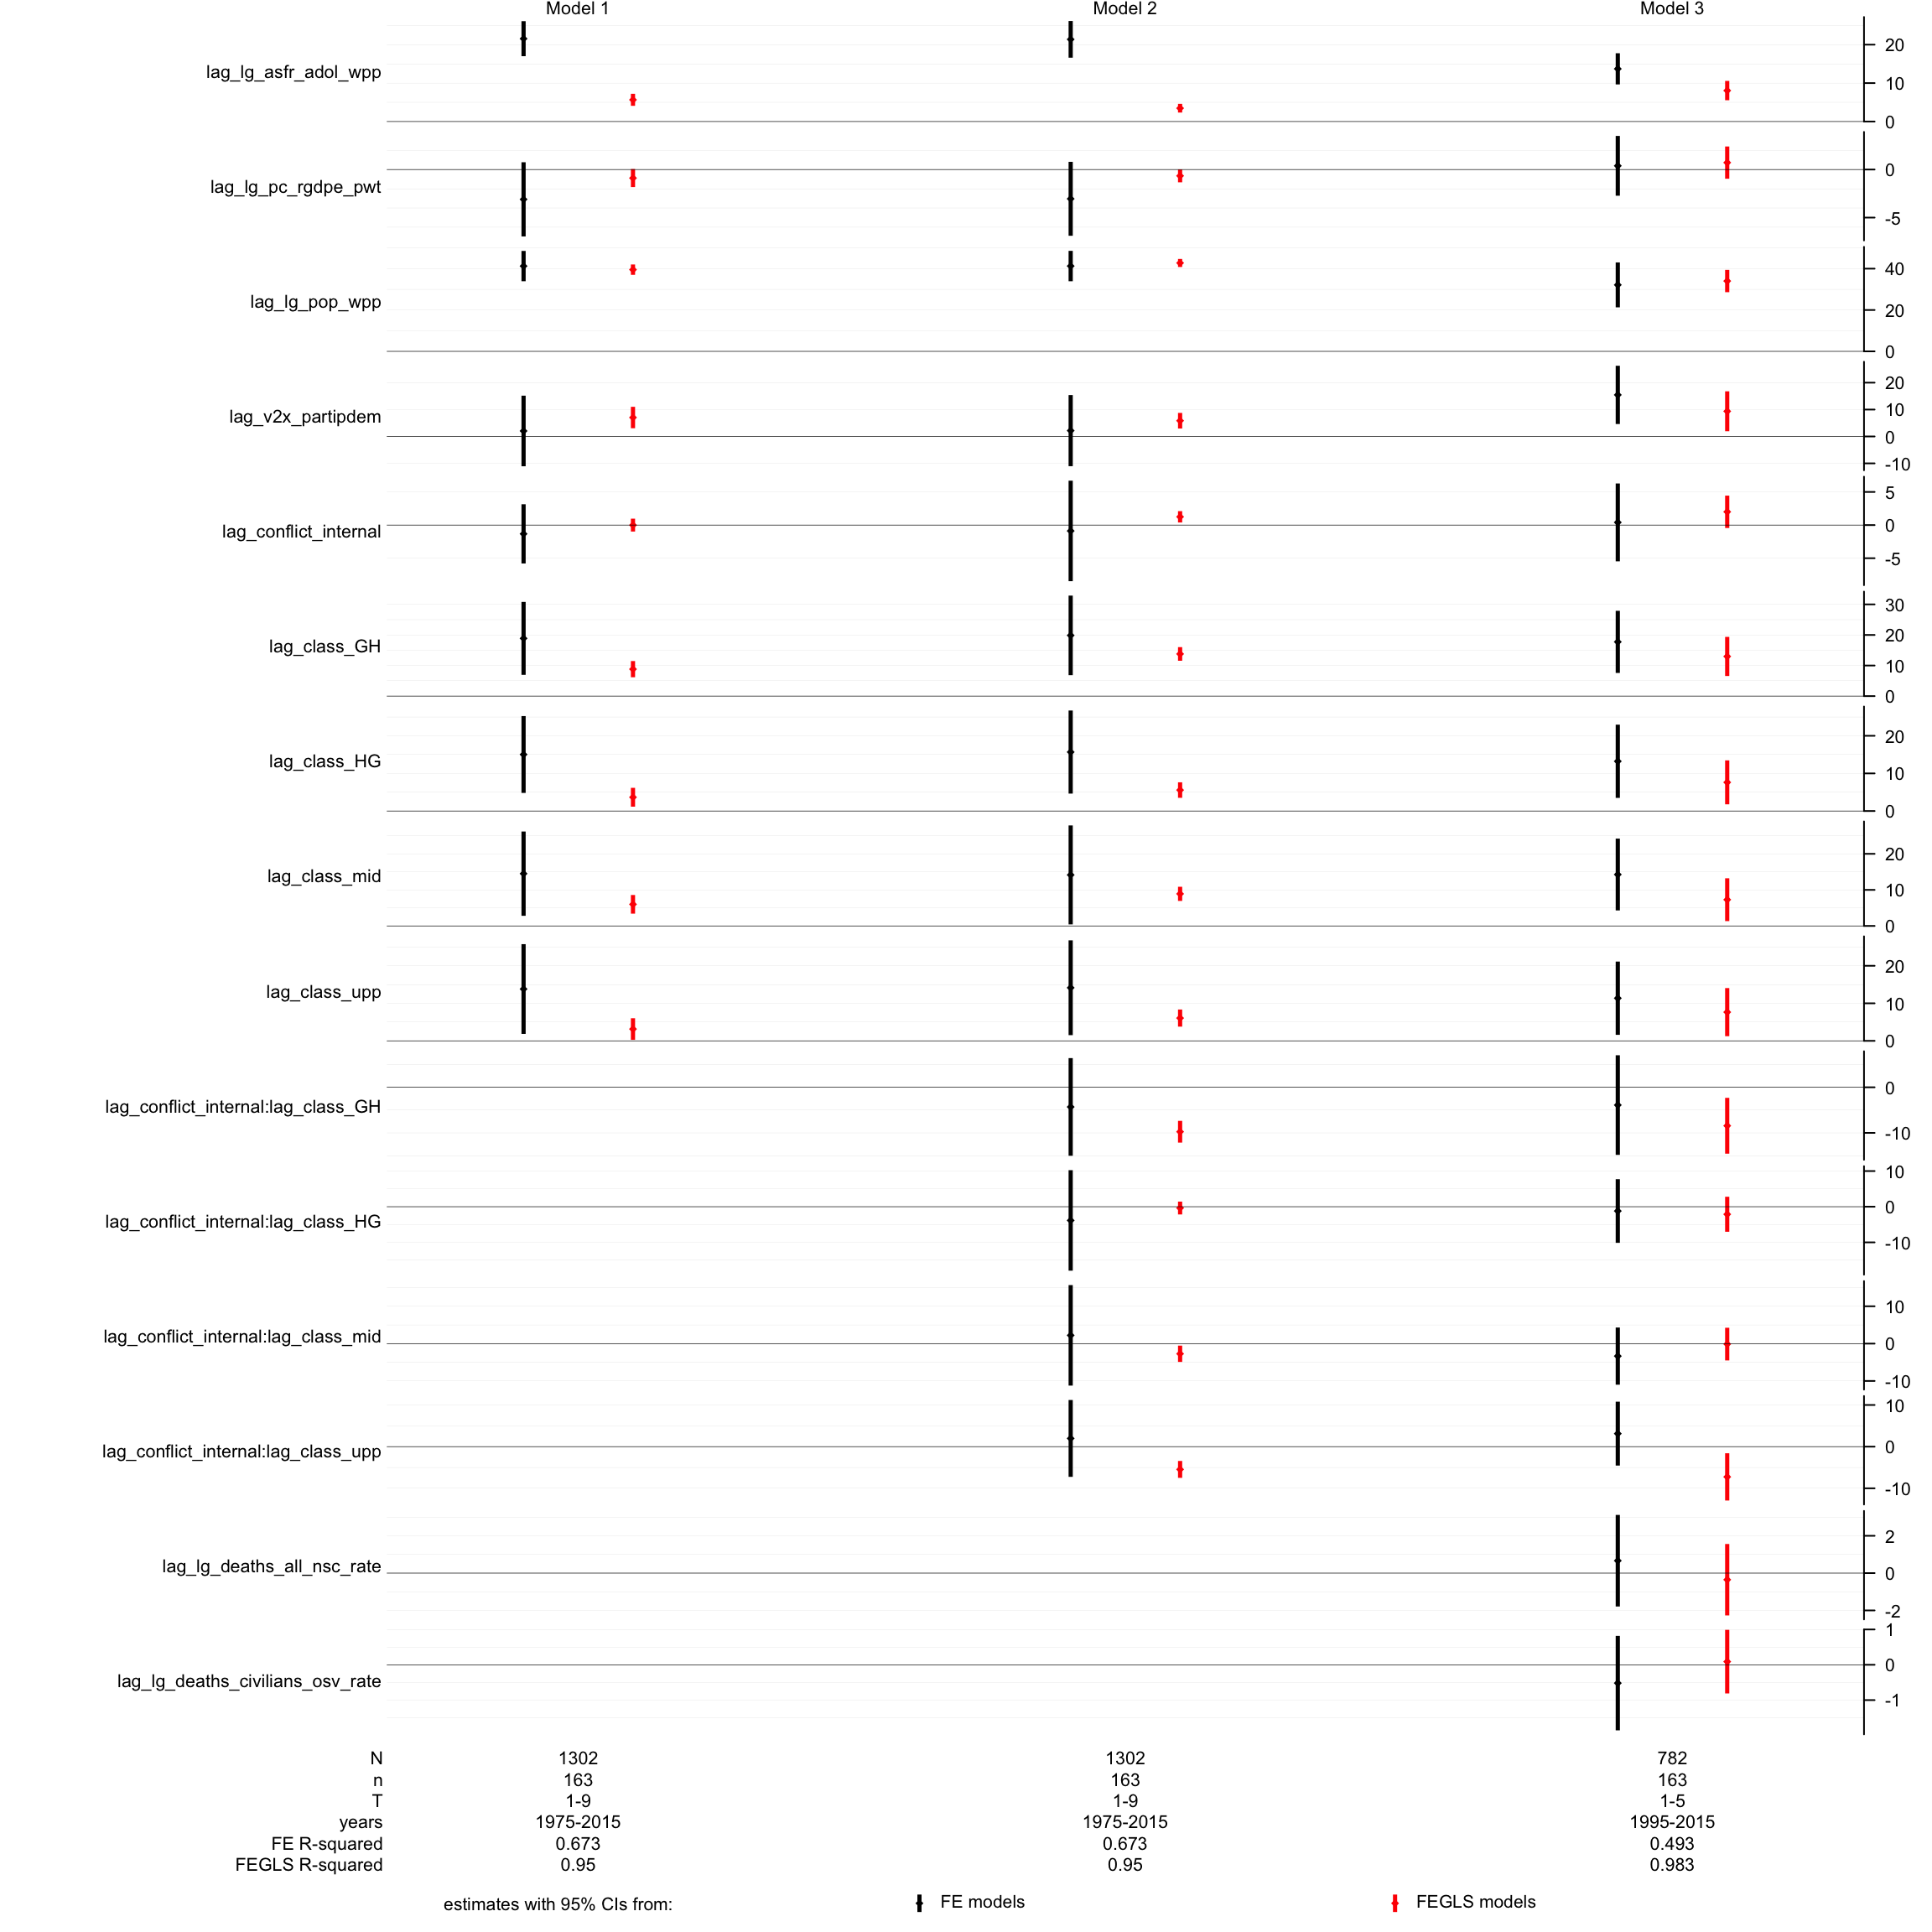 Model 1 Model 2 Model 3
20
lag_lg_asfr_adol_wpp
10
0
0
lag_lg_pc_rgdpe_pwt
-5
40
lag_lg_pop_wpp
20
0
20
lag_v2x_partipdem
10
0
-10
5
lag_conflict_internal
0
-5
30
20
lag_class_GH
10
0
20
lag_class_HG
10
0
20
lag_class_mid
10
0
20
lag_class_upp
10
0
0
lag_conflict_internal:lag_class_GH
-10
10
0
lag_conflict_internal:lag_class_HG
-10
10
lag_conflict_internal:lag_class_mid
0
-10
10
0
lag_conflict_internal:lag_class_upp
-10
2
lag_lg_deaths_all_nsc_rate
0
-2
1
0
lag_lg_deaths_civilians_osv_rate
-1
N 1302 1302 782
n 163 163 163
T 1-9 1-9 1-5
years 1975-2015 1975-2015 1995-2015
FE R-squared 0.673 0.673 0.493
FEGLS R-squared 0.95 0.95 0.983
estimates with 95% CIs from: FE models FEGLS models